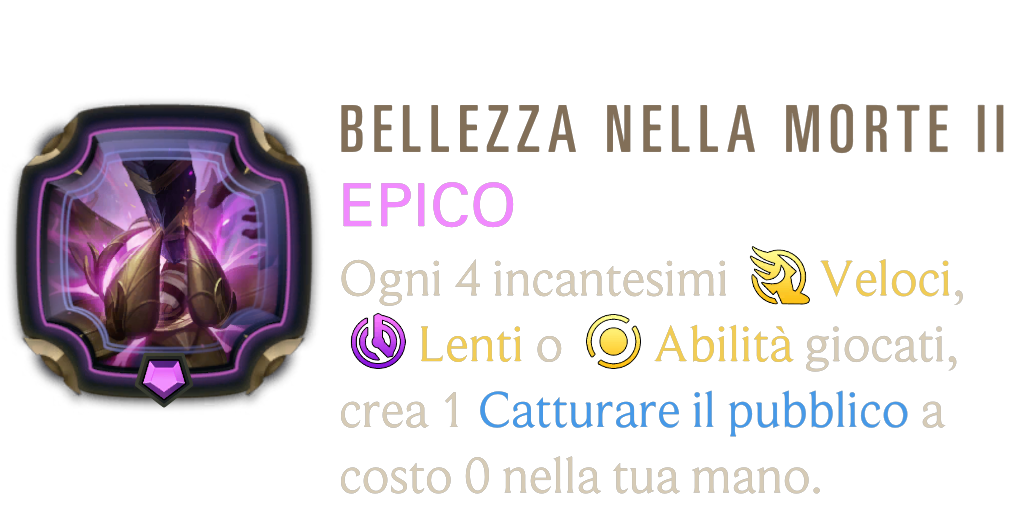 BELLEZZA NELLA MORTE II
EPICO
Ogni 4 incantesimi Veloci,
Lenti o Abilità giocati,
crea 1 Catturare il pubblico a
costo 0 nella tua mano.